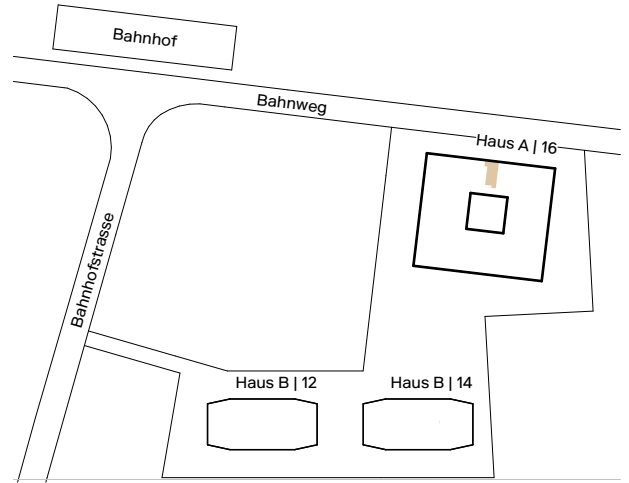 Bahnhof
Bahnweg
Haus A | 16
Bahnhofstrasse
Haus B | 12
Haus B | 14